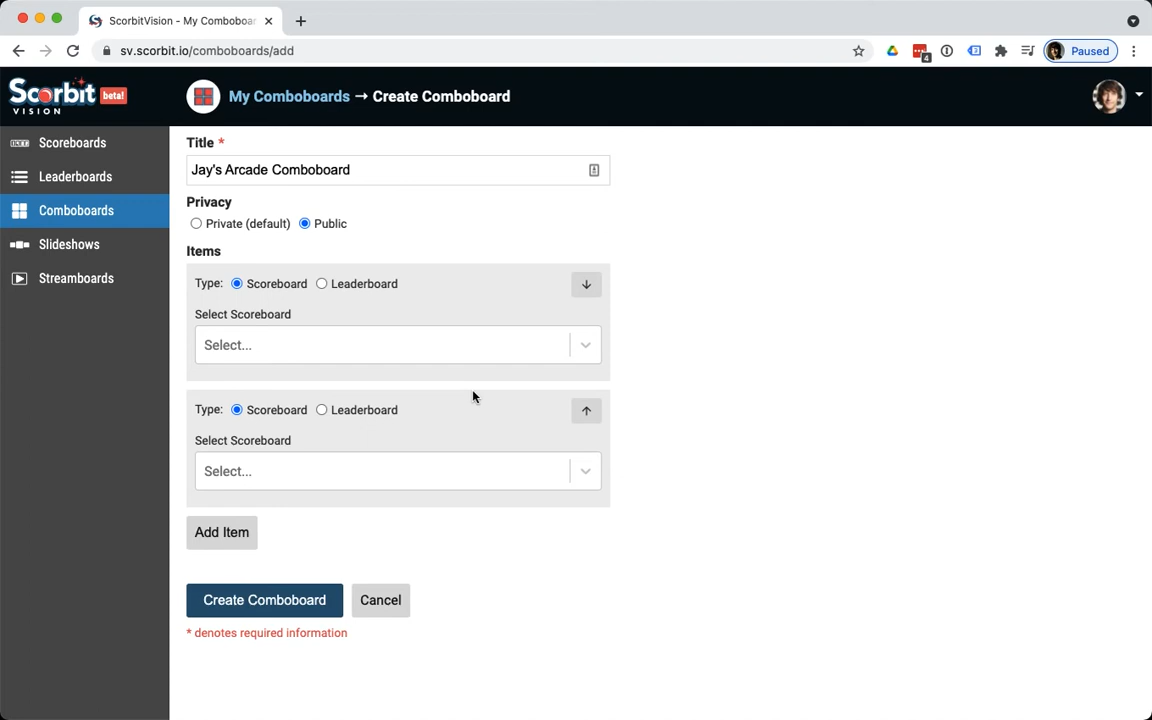 ScorbitVision - My Comboboar
sv.scorbit.io/comboboards/add
4
Paused
Scorbit beta!
VISION
My Comboboards → Create Comboboard
Scoreboards
Leaderboards
Comboboards
Slideshows
Streamboards
Title *
Jay's Arcade Comboboard
Privacy
Private (default) Public
Items
Type: Scoreboard Leaderboard
Select Scoreboard
Select...
Type: Scoreboard Leaderboard
Select Scoreboard
Select...
Add Item
Create Comboboard Cancel
* denotes required information